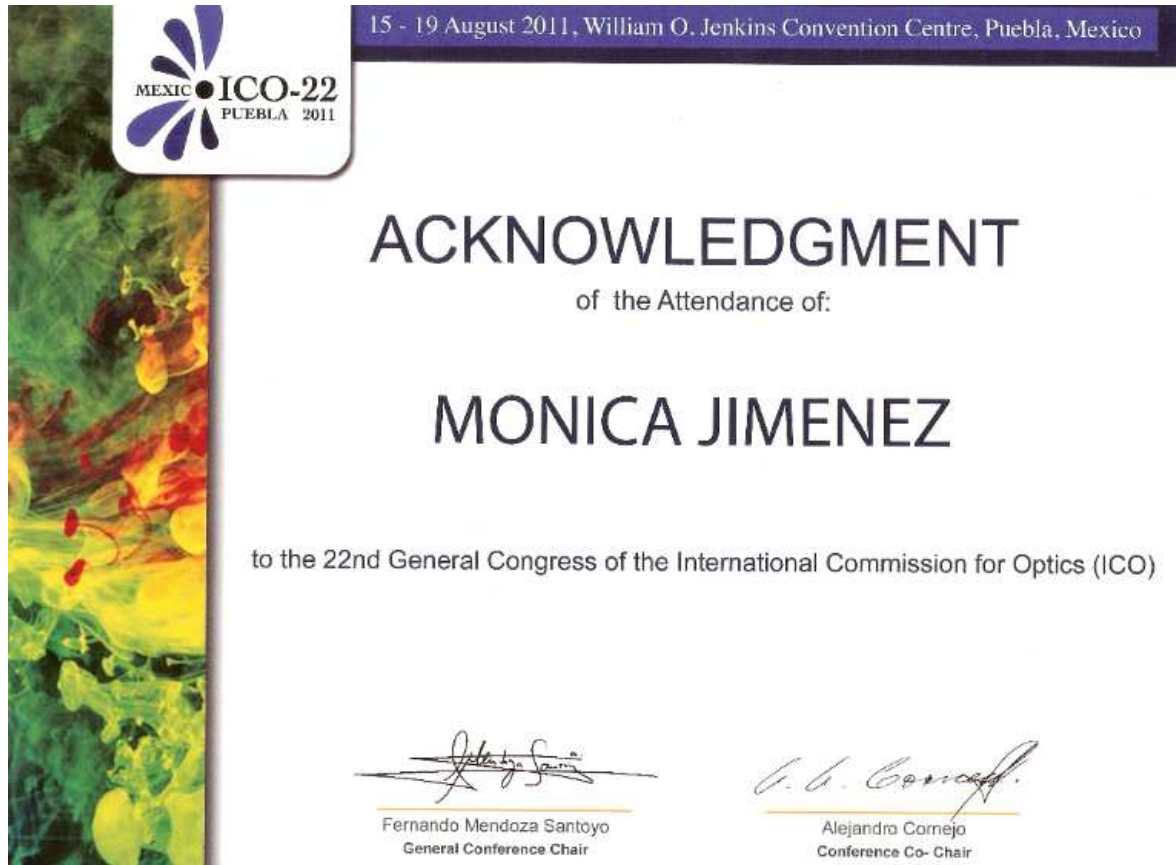 15 - 19 August 2011, William O. Jenkins Convention Centre, Puebla, Mexico
MEXIC ICO-22
PUEBLA 2011
ACKNOWLEDGMENT
of the Attendance of:
MONICA JIMENEZ
to the 22nd General Congress of the International Commission for Optics (ICO)
Fernando Mendoza Santoyo
General Conference Chair
Alejandro Cornejo
Conference Co- Chair